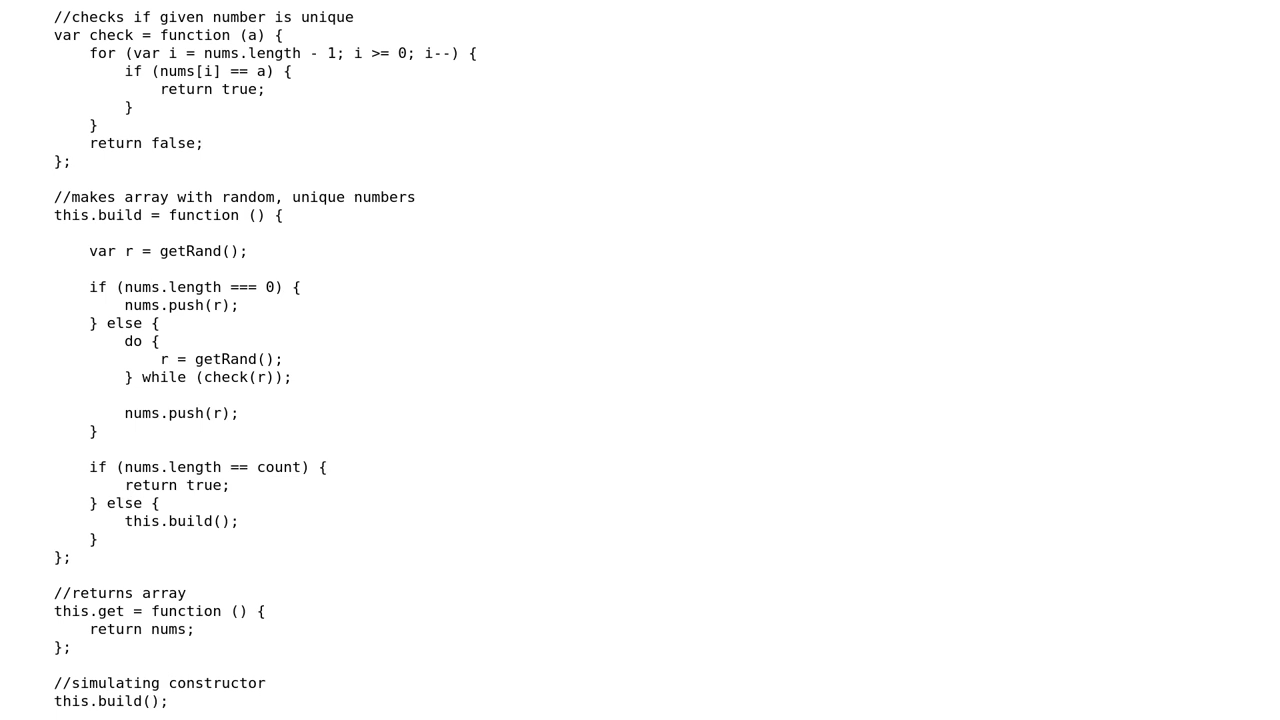 //checks if given number is unique
var check = function (a) {
    for (var i = nums.length - 1; i >= 0; i--) {
        if (nums[i] == a) {
            return true;
        }
    }
    return false;
};

//makes array with random, unique numbers
this.build = function () {

    var r = getRand();

    if (nums.length === 0) {
        nums.push(r);
    } else {
        do {
            r = getRand();
        } while (check(r));

        nums.push(r);
    }

    if (nums.length == count) {
        return true;
    } else {
        this.build();
    }
};

//returns array
this.get = function () {
    return nums;
};

//simulating constructor
this.build();